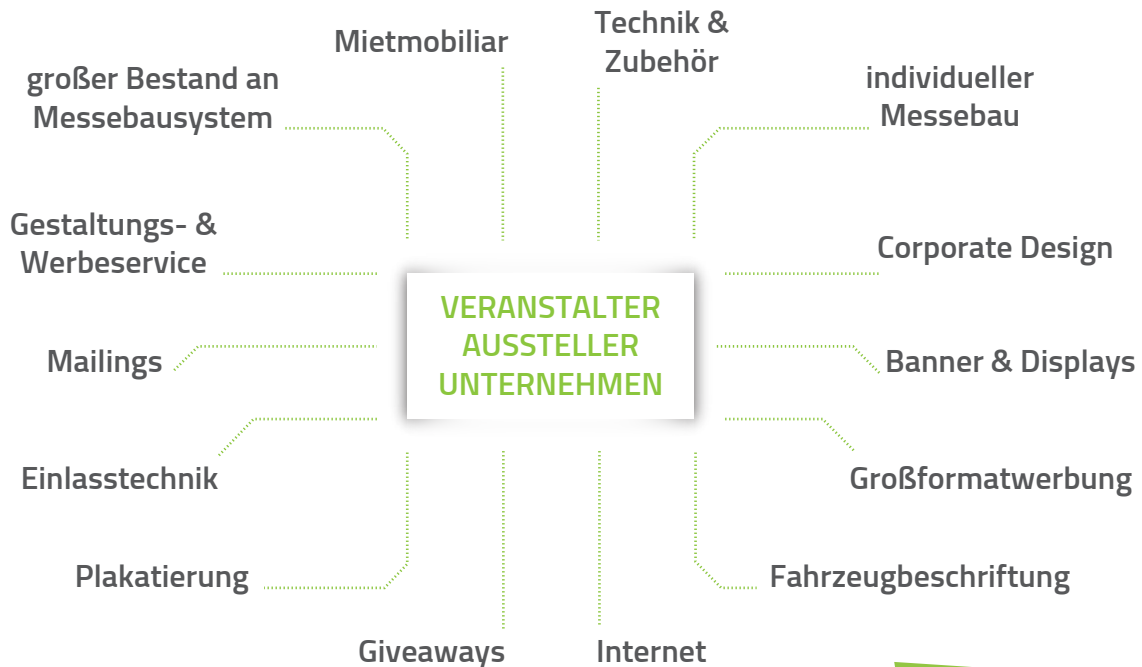 Mietmobiliar
Technik &
Zubehör
großer Bestand an
Messebausystem
individueller
Messebau
Gestaltungs- &
Werbeservice
Corporate Design
VERANSTALTER
AUSSTELLER
UNTERNEHMEN
Mailings
Banner & Displays
Einlasstechnik
Großformatwerbung
Plakatierung
Fahrzeugbeschriftung
Giveaways
Internet